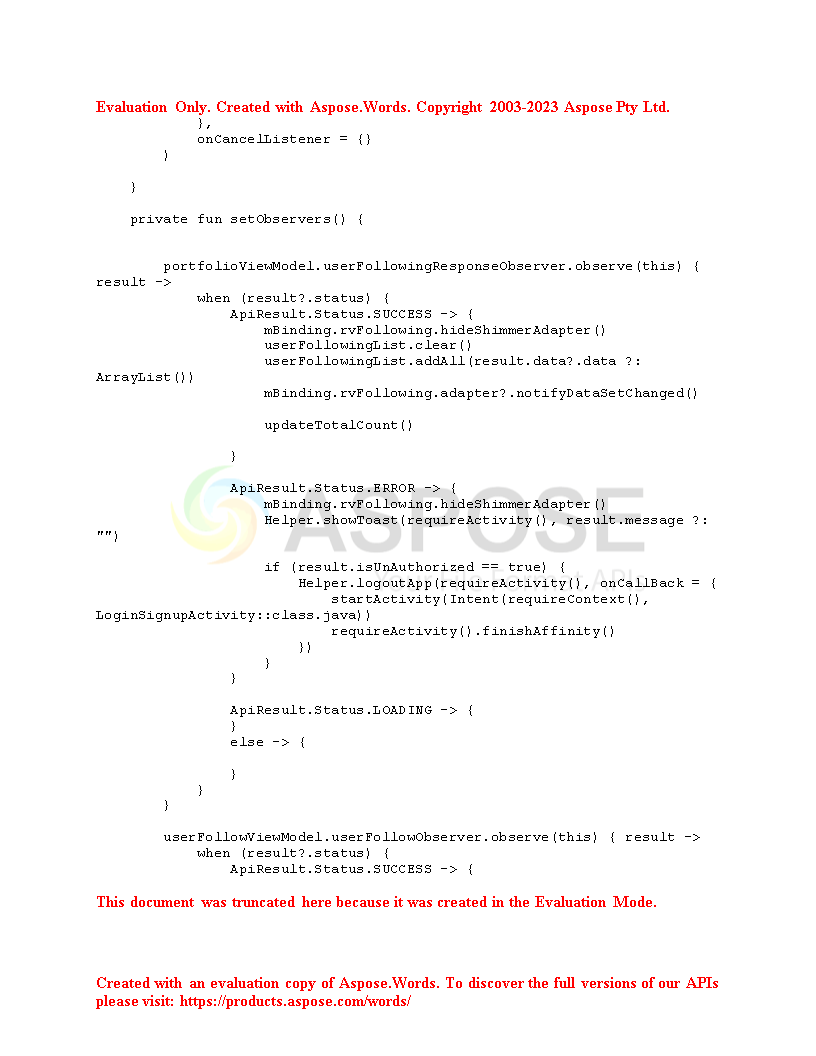 Evaluation Only. Created with Aspose.Words. Copyright 2003-2023 Aspose Pty Ltd.
            },
            onCancelListener = {}
        )

    }

    private fun setObservers() {


        portfolioViewModel.userFollowingResponseObserver.observe(this) {
result ->
            when (result?.status) {
                ApiResult.Status.SUCCESS -> {
                    mBinding.rvFollowing.hideShimmerAdapter()
                    userFollowingList.clear()
                    userFollowingList.addAll(result.data?.data ?:
ArrayList())
                    mBinding.rvFollowing.adapter?.notifyDataSetChanged()

                    updateTotalCount()

                }

                ApiResult.Status.ERROR -> {
                    mBinding.rvFollowing.hideShimmerAdapter()
                    Helper.showToast(requireActivity(), result.message ?:
"")

                    if (result.isUnAuthorized == true) {
                        Helper.logoutApp(requireActivity(), onCallBack = {
                            startActivity(Intent(requireContext(),
LoginSignupActivity::class.java))
                            requireActivity().finishAffinity()
                        })
                    }
                }

                ApiResult.Status.LOADING -> {
                }
                else -> {

                }
            }
        }

        userFollowViewModel.userFollowObserver.observe(this) { result ->
            when (result?.status) {
                ApiResult.Status.SUCCESS -> {

ASPOSE
This document was truncated here because it was created in the Evaluation Mode.
Created with an evaluation copy of Aspose.Words. To discover the full versions of our APIs
please visit: https://products.aspose.com/words/